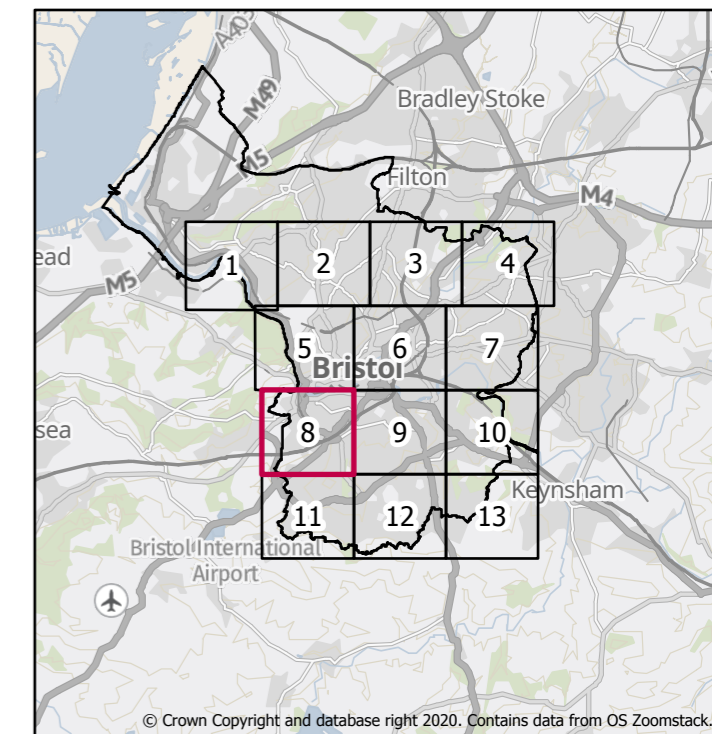 A403
M49
Bradley Stoke
M5
Filton
M4
ead
M5
1
2
3
4
5
6
7
Bristol
sea
8
9
10
Keynsham
11
12
13
Bristol International
Airport
© Crown Copyright and database right 2020. Contains data from OS Zoomstack.